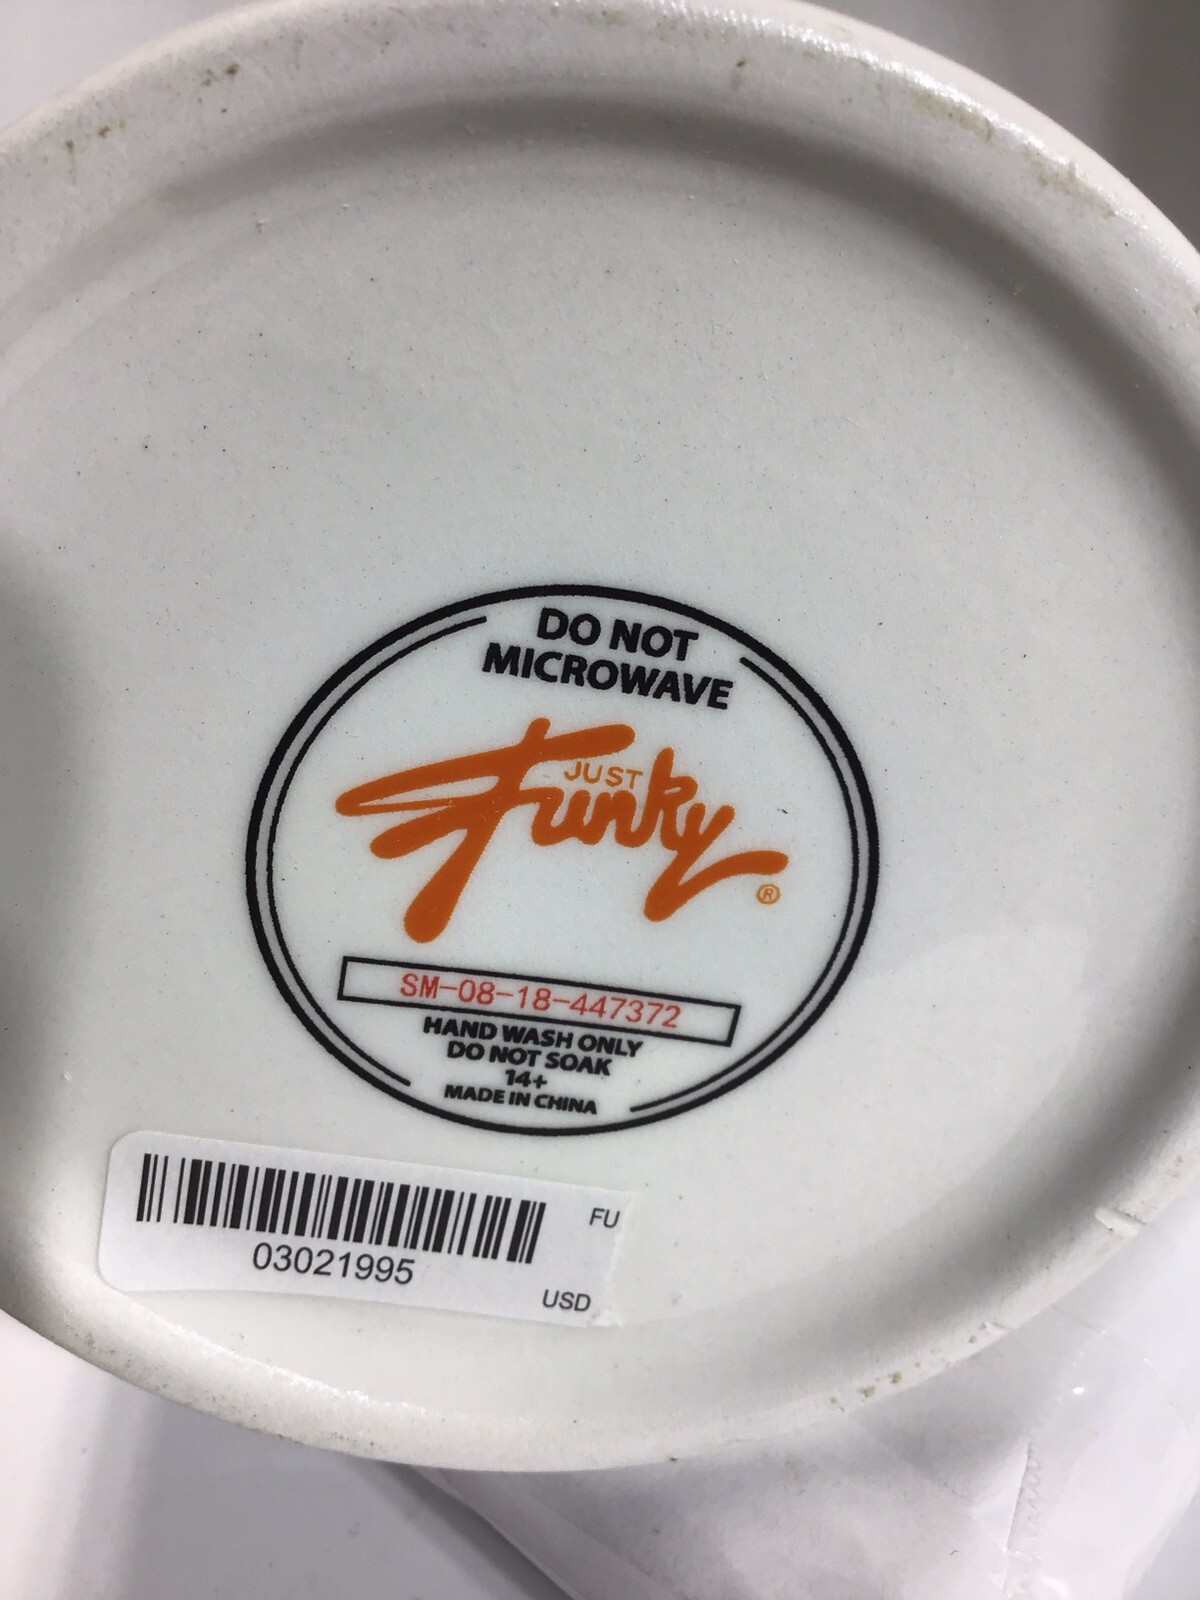 DO NOT
MICROWAVE
JUST
Funky
®
SM-08-18-447372
HAND WASH ONLY
DO NOT SOAK
14+
MADE IN CHINA
FU
03021995
USD